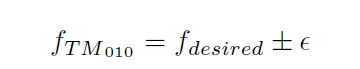 f_{TM_{010}} = f_{desired} ± ϵ